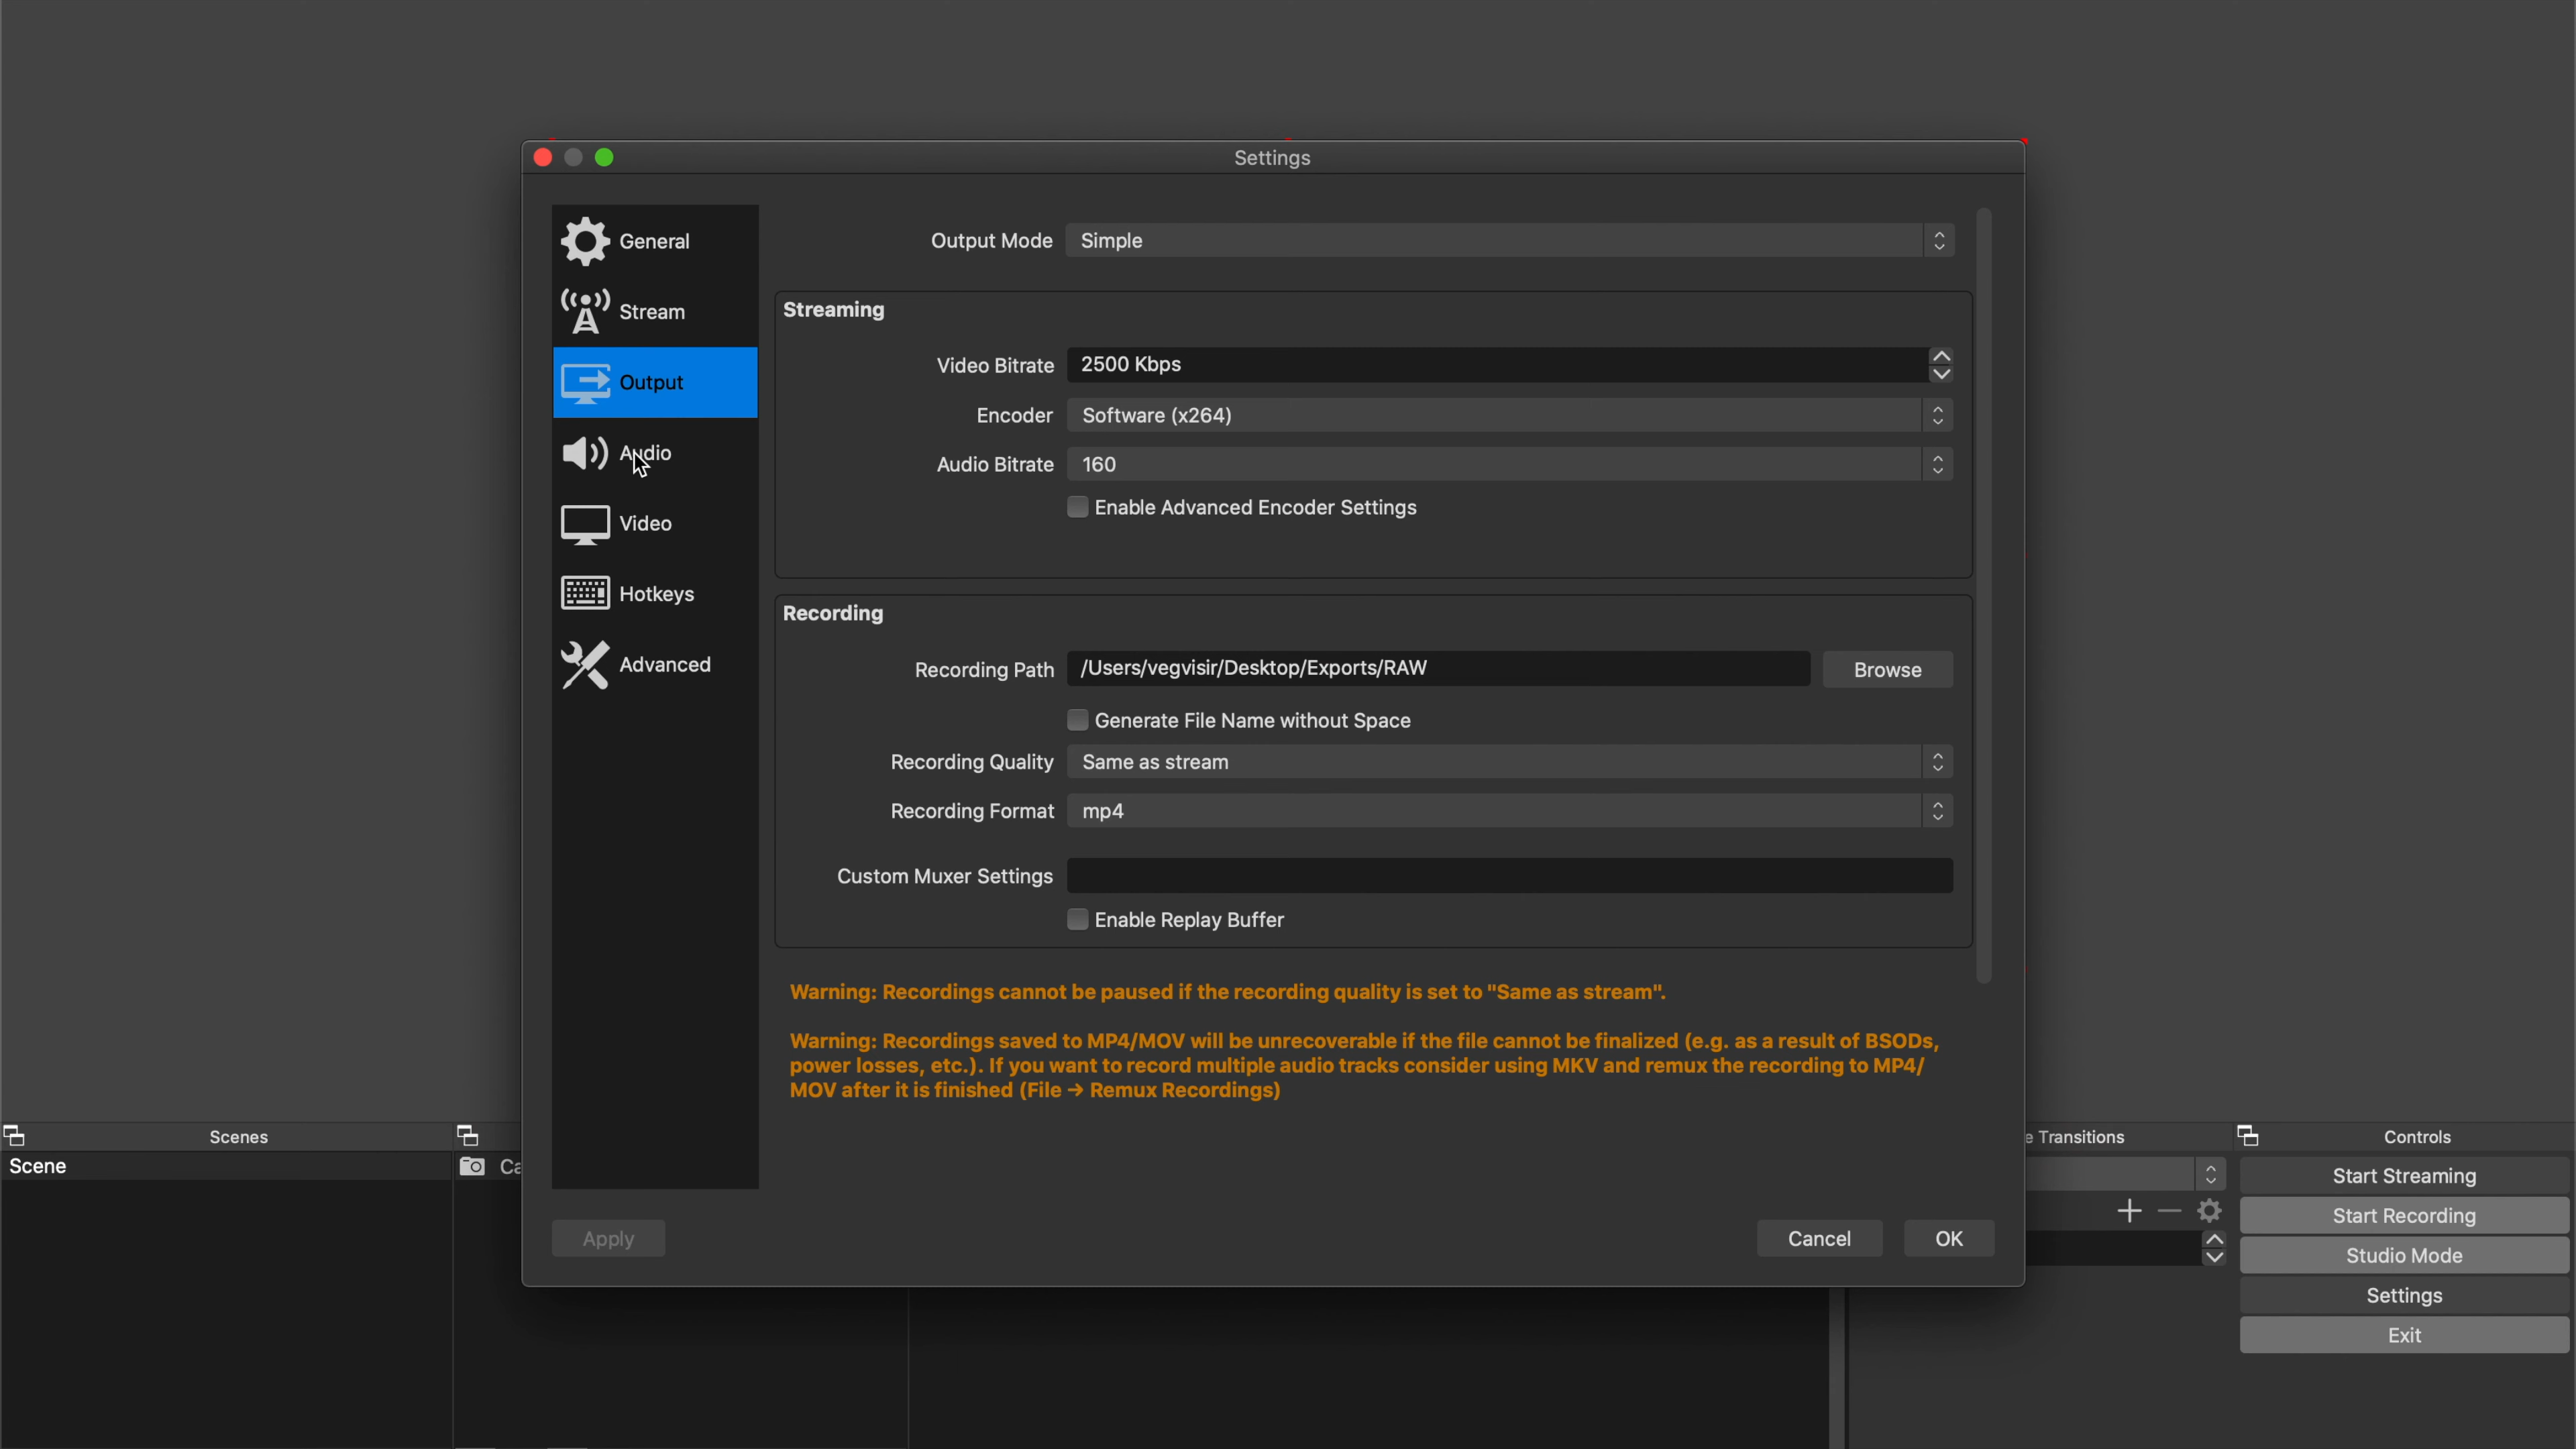 Settings
General
Stream
Output
Audio
Video
Hotkeys
Advanced
Output Mode Simple
Streaming
Video Bitrate 2500 Kbps
Encoder Software (x264)
Audio Bitrate 160
Enable Advanced Encoder Settings
Recording
Recording Path /Users/vegvisir/Desktop/Exports/RAW Browse
Generate File Name without Space
Recording Quality Same as stream
Recording Format mp4
Custom Muxer Settings
Enable Replay Buffer
Warning: Recordings cannot be paused if the recording quality is set to "Same as stream".
Warning: Recordings saved to MP4/MOV will be unrecoverable if the file cannot be finalized (e.g. as a result of BSODs,
power losses, etc.). If you want to record multiple audio tracks consider using MKV and remux the recording to MP4/
MOV after it is finished (File → Remux Recordings)
Apply Cancel OK
Scenes
Scene
Ca
e Transitions
Controls
Start Streaming
Start Recording
Studio Mode
Settings
Exit